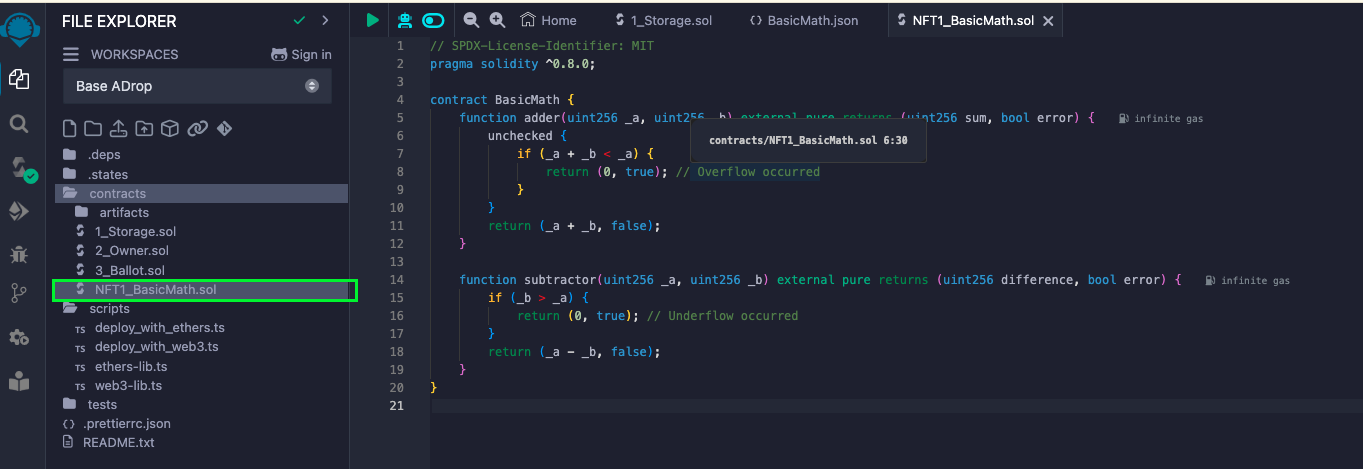 FILE EXPLORER
WORKSPACES
Sign in
Base ADrop
.deps
.states
contracts
artifacts
1_Storage.sol
2_Owner.sol
3_Ballot.sol
NFT1_BasicMath.sol
scripts
TS deploy_with_ethers.ts
TS deploy_with_web3.ts
TS ethers-lib.ts
TS web3-lib.ts
tests
{} .prettierrc.json
README.txt
Home
1_Storage.sol
{} BasicMath.json
NFT1_BasicMath.sol
1 // SPDX-License-Identifier: MIT
2 pragma solidity ^0.8.0;
3
4 contract BasicMath {
5 function adder(uint256 _a, uint256 _b) external pure returns (uint256 sum, bool error) { infinite gas
6 unchecked {
contracts/NFT1_BasicMath.sol 6:30
7 if (_a + _b < _a) {
8 return (0, true); // Overflow occurred
9 }
10 }
11 return (_a + _b, false);
12 }
13
14 function subtractor(uint256 _a, uint256 _b) external pure returns (uint256 difference, bool error) { infinite gas
15 if (_b > _a) {
16 return (0, true); // Underflow occurred
17 }
18 return (_a - _b, false);
19 }
20 }
21